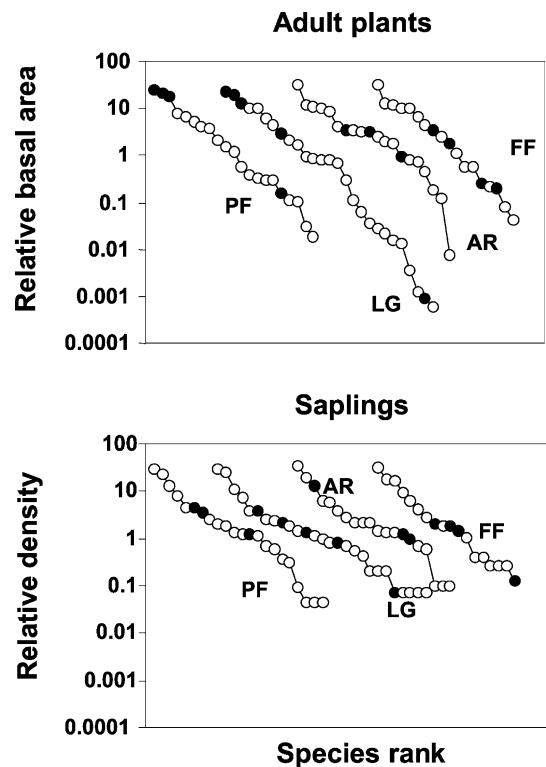 Adult plants
Relative basal area
100
10
1
0.1
0.01
0.001
0.0001
PF
LG
AR
FF
Saplings
Relative density
100
10
1
0.1
0.01
0.001
0.0001
PF
AR
LG
FF
Species rank